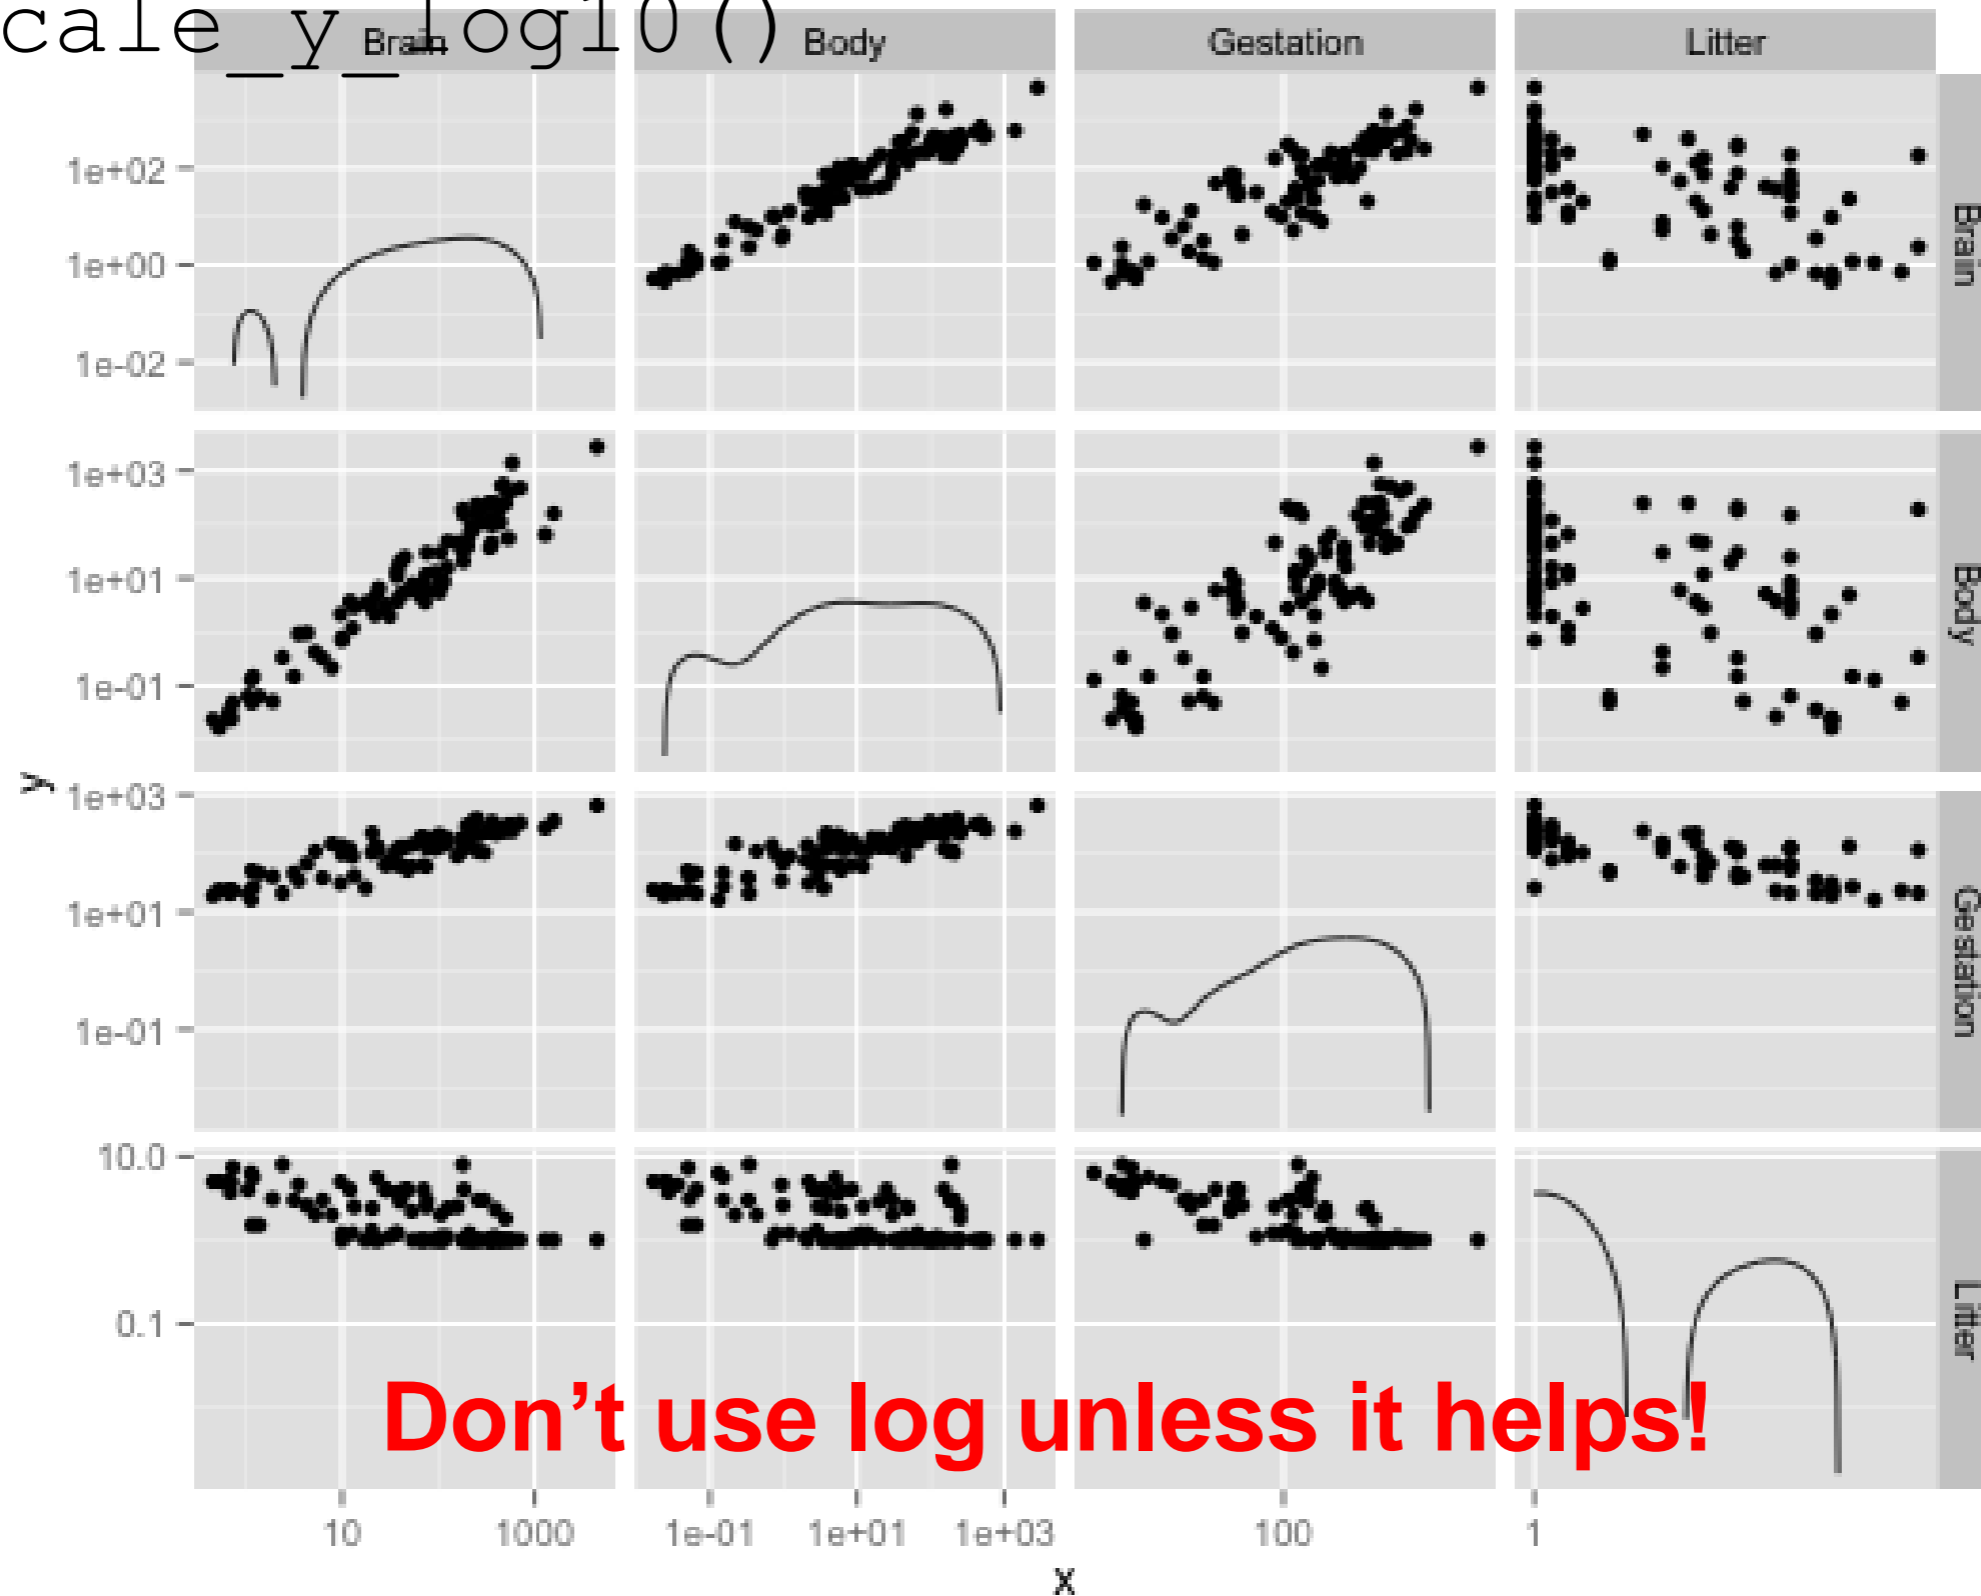 cale_y_log10()
Brain Body Gestation Litter
1e+02
1e+00
1e-02
Brain
1e+03
1e+01
1e-01
Body
y
1e+03
1e+01
1e-01
Gestation
10.0
0.1
Litter
Don’t use log unless it helps!
10 1000 1e-01 1e+01 1e+03 100 1
x